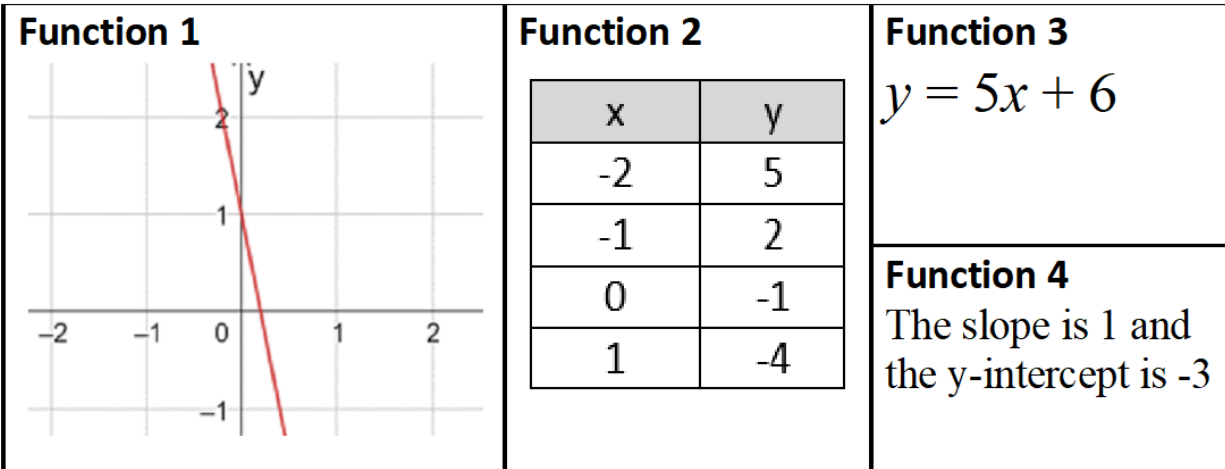 Function 1
y
2
1
-2 -1 0 1 2
-1
Function 2
x y
-2 5
-1 2
0 -1
1 -4
Function 3
y = 5x + 6
Function 4
The slope is 1 and
the y-intercept is -3